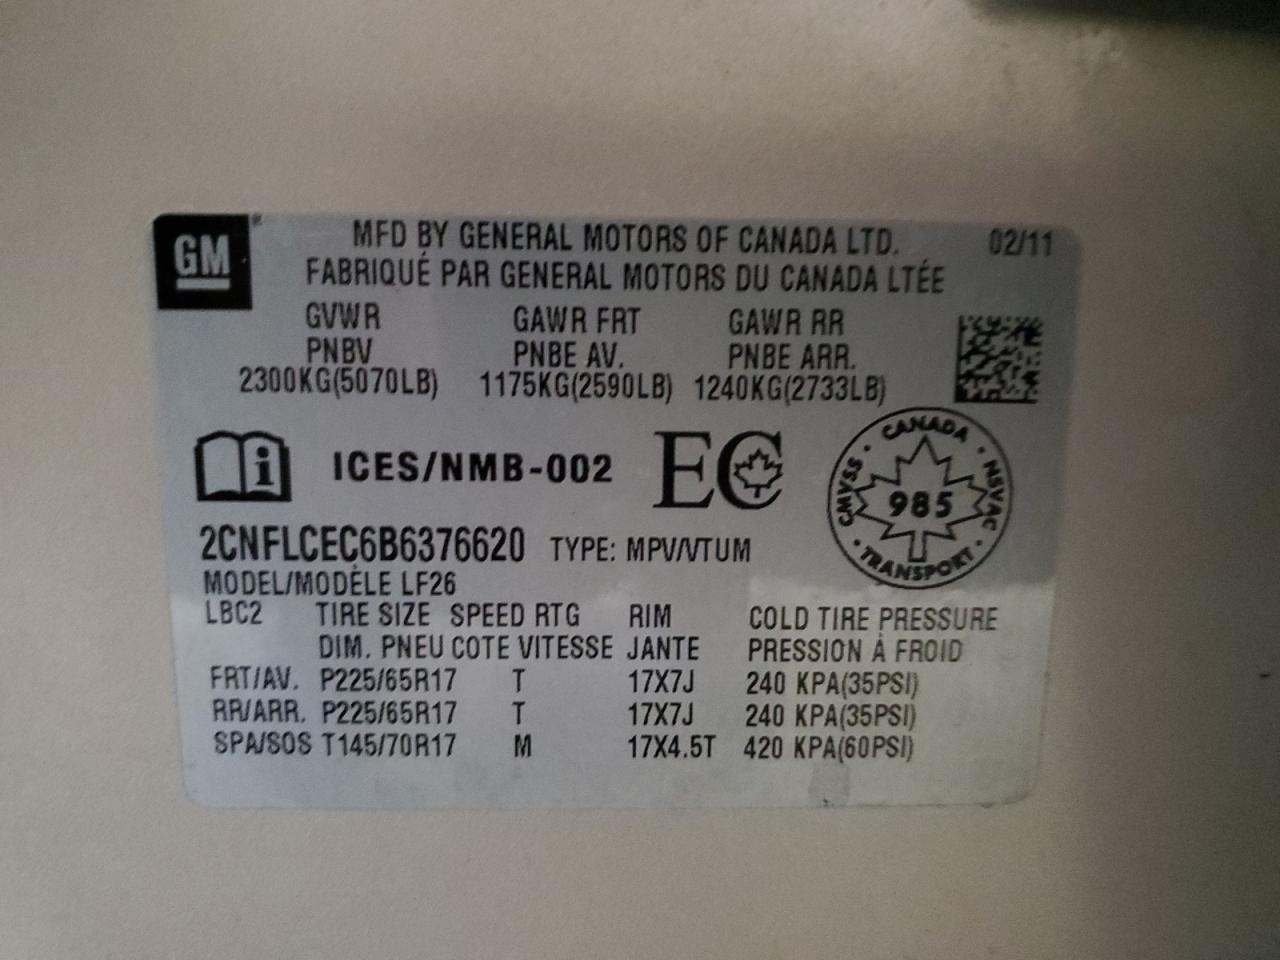 GM
MFD BY GENERAL MOTORS OF CANADA LTD. 02/11
FABRIQUÉ PAR GENERAL MOTORS DU CANADA LTÉE
GVWR GAWR FRT GAWR RR
PNBV PNBE AV. PNBE ARR.
2300KG(5070LB) 1175KG(2590LB) 1240KG(2733LB)
i ICES/NMB-002 EC
CANADA
CMVSS 985 NSVAC
TRANSPORT
2CNFLCEC6B6376620 TYPE: MPV/VTUM
MODEL/MODÈLE LF26
LBC2 TIRE SIZE SPEED RTG RIM COLD TIRE PRESSURE
DIM. PNEU COTE VITESSE JANTE PRESSION À FROID
FRT/AV. P225/65R17 T 17X7J 240 KPA(35PSI)
RR/ARR. P225/65R17 T 17X7J 240 KPA(35PSI)
SPA/SOS T145/70R17 M 17X4.5T 420 KPA(60PSI)